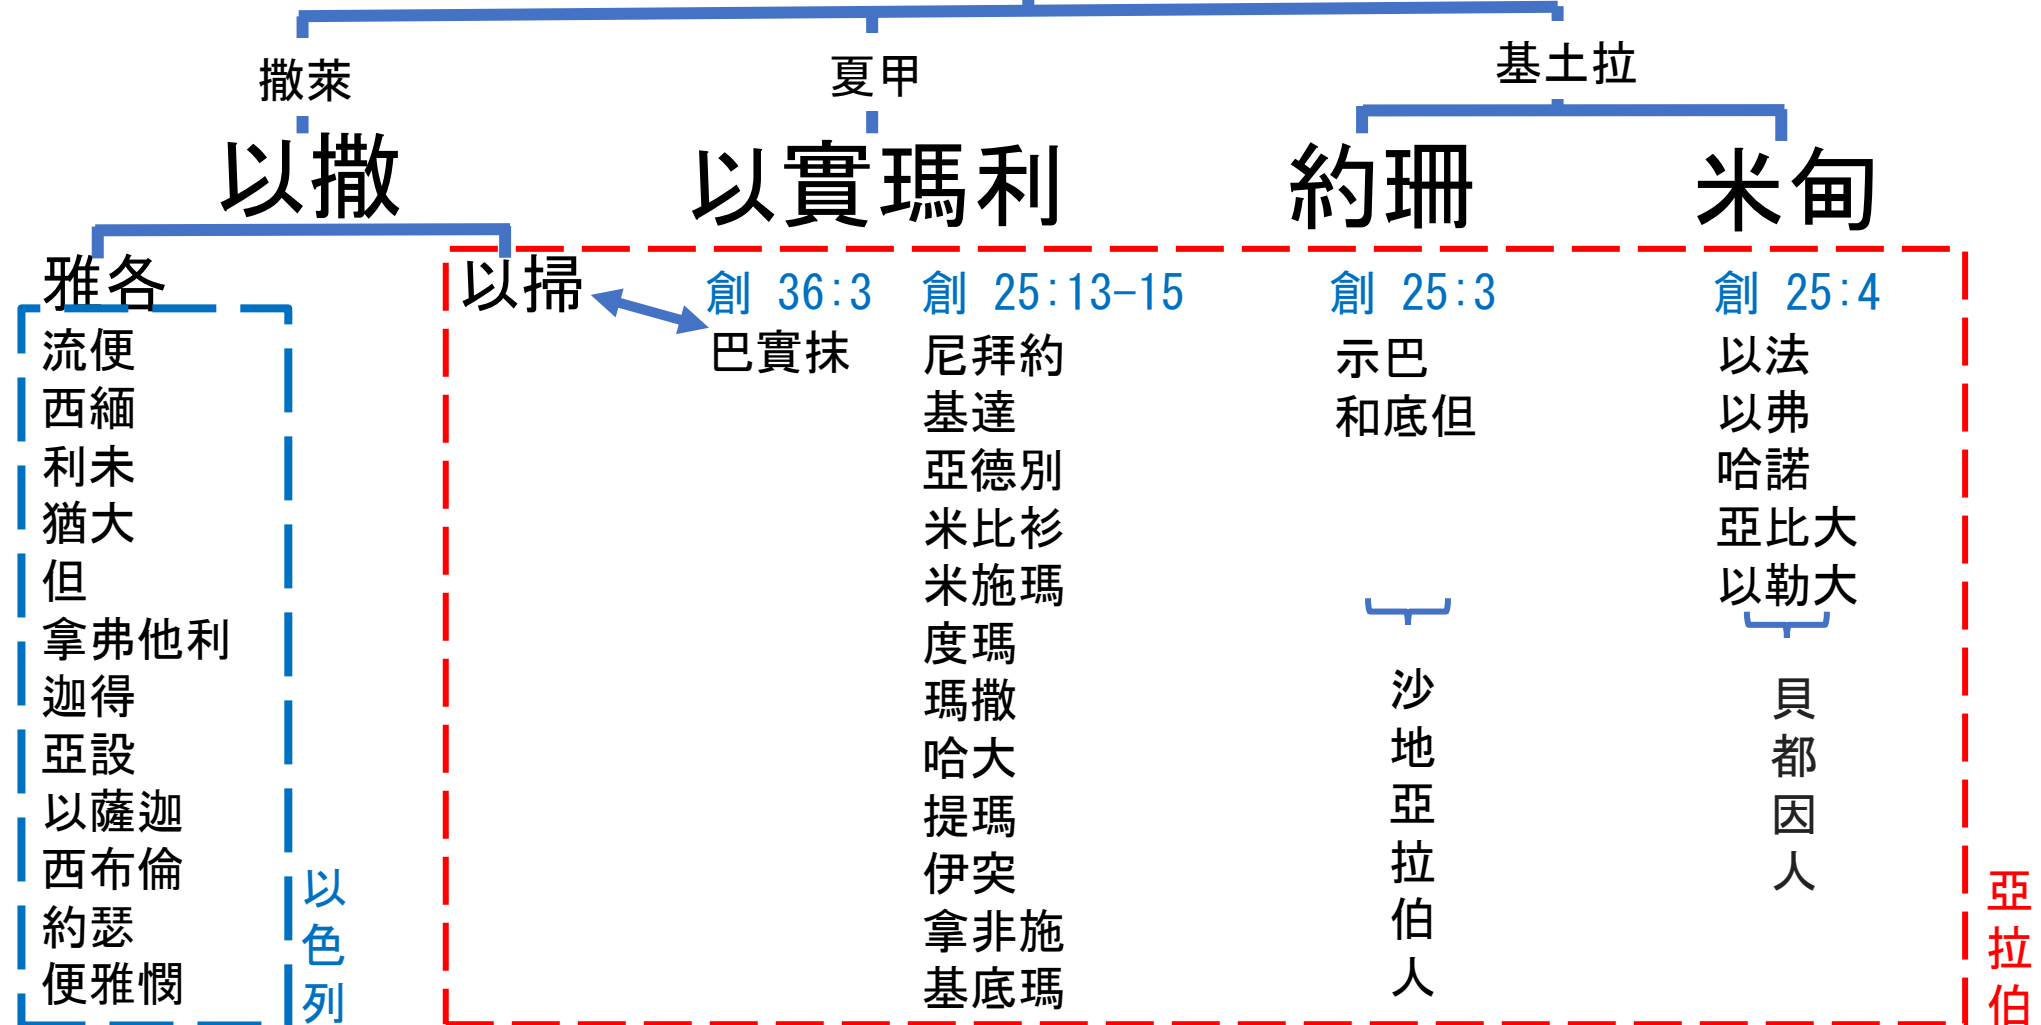 撒萊
夏甲
基土拉
以撒
以實瑪利
約珊
米甸
雅各
流便
西緬
利未
猶大
但
拿弗他利
迦得
亞設
以薩迦
西布倫
約瑟
便雅憫
以色列
以掃
創 36:3
巴實抹
創 25:13-15
尼拜約
基達
亞德別
米比衫
米施瑪
度瑪
瑪撒
哈大
提瑪
伊突
拿非施
基底瑪
創 25:3
示巴
和底但
沙地亞拉伯人
創 25:4
以法
以弗
哈諾
亞比大
以勒大
貝都因人
亞拉伯